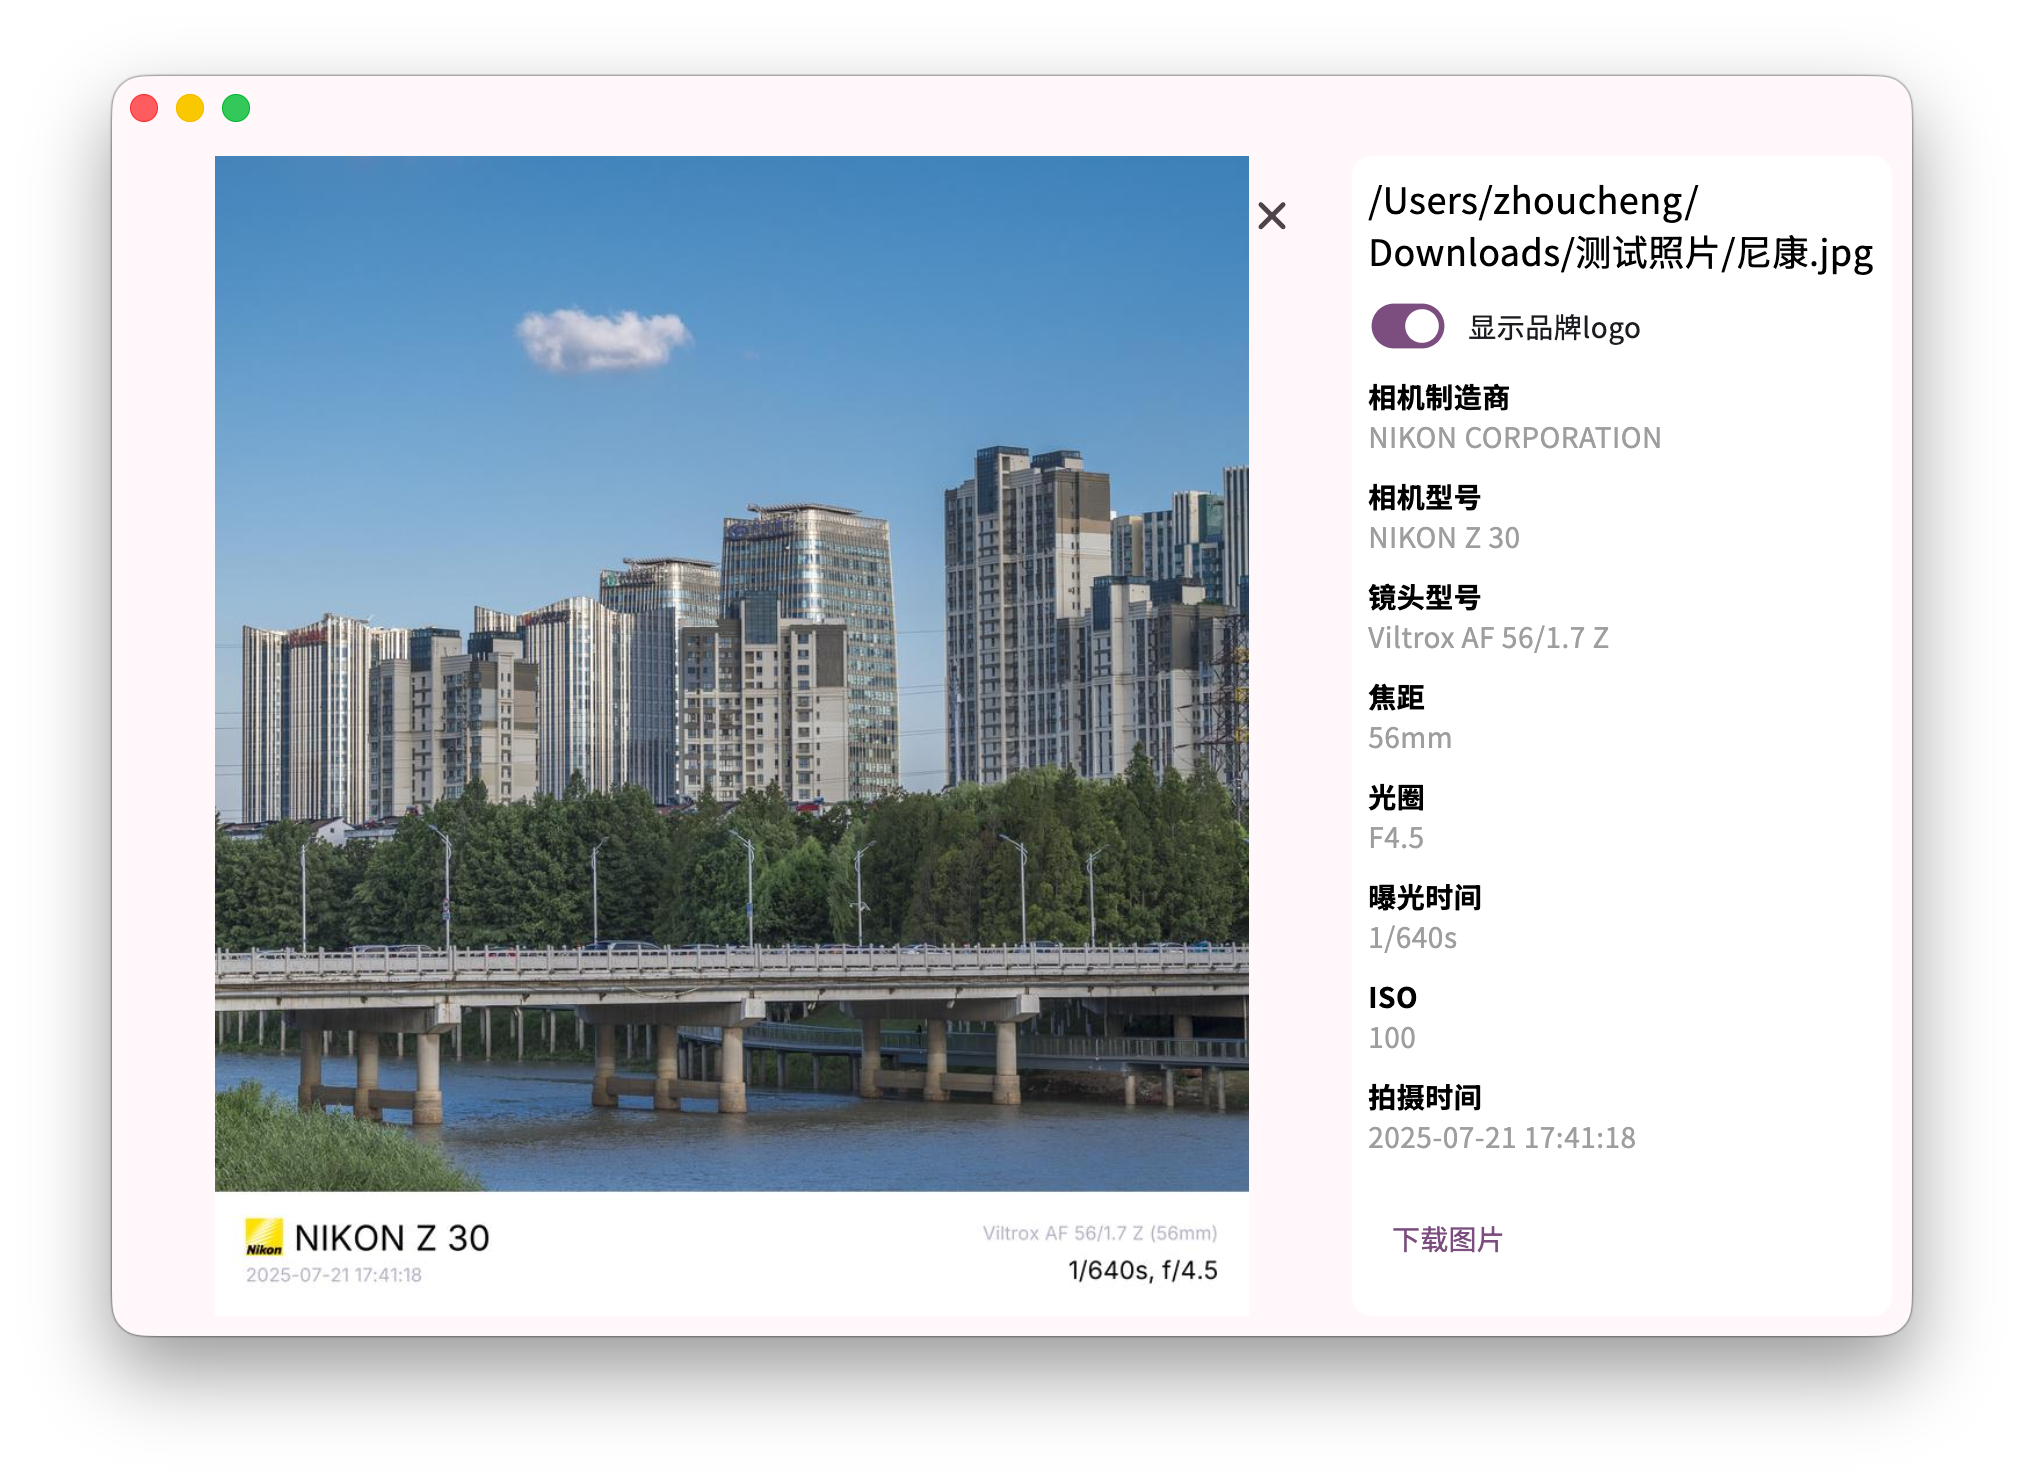 /Users/zhoucheng/
Downloads/测试照片/尼康.jpg
显示品牌logo
相机制造商
NIKON CORPORATION
相机型号
NIKON Z 30
镜头型号
Viltrox AF 56/1.7 Z
焦距
56mm
光圈
F4.5
曝光时间
1/640s
ISO
100
拍摄时间
2025-07-21 17:41:18
下载图片
Nikon
NIKON Z 30
2025-07-21 17:41:18
Viltrox AF 56/1.7 Z (56mm)
1/640s, f/4.5